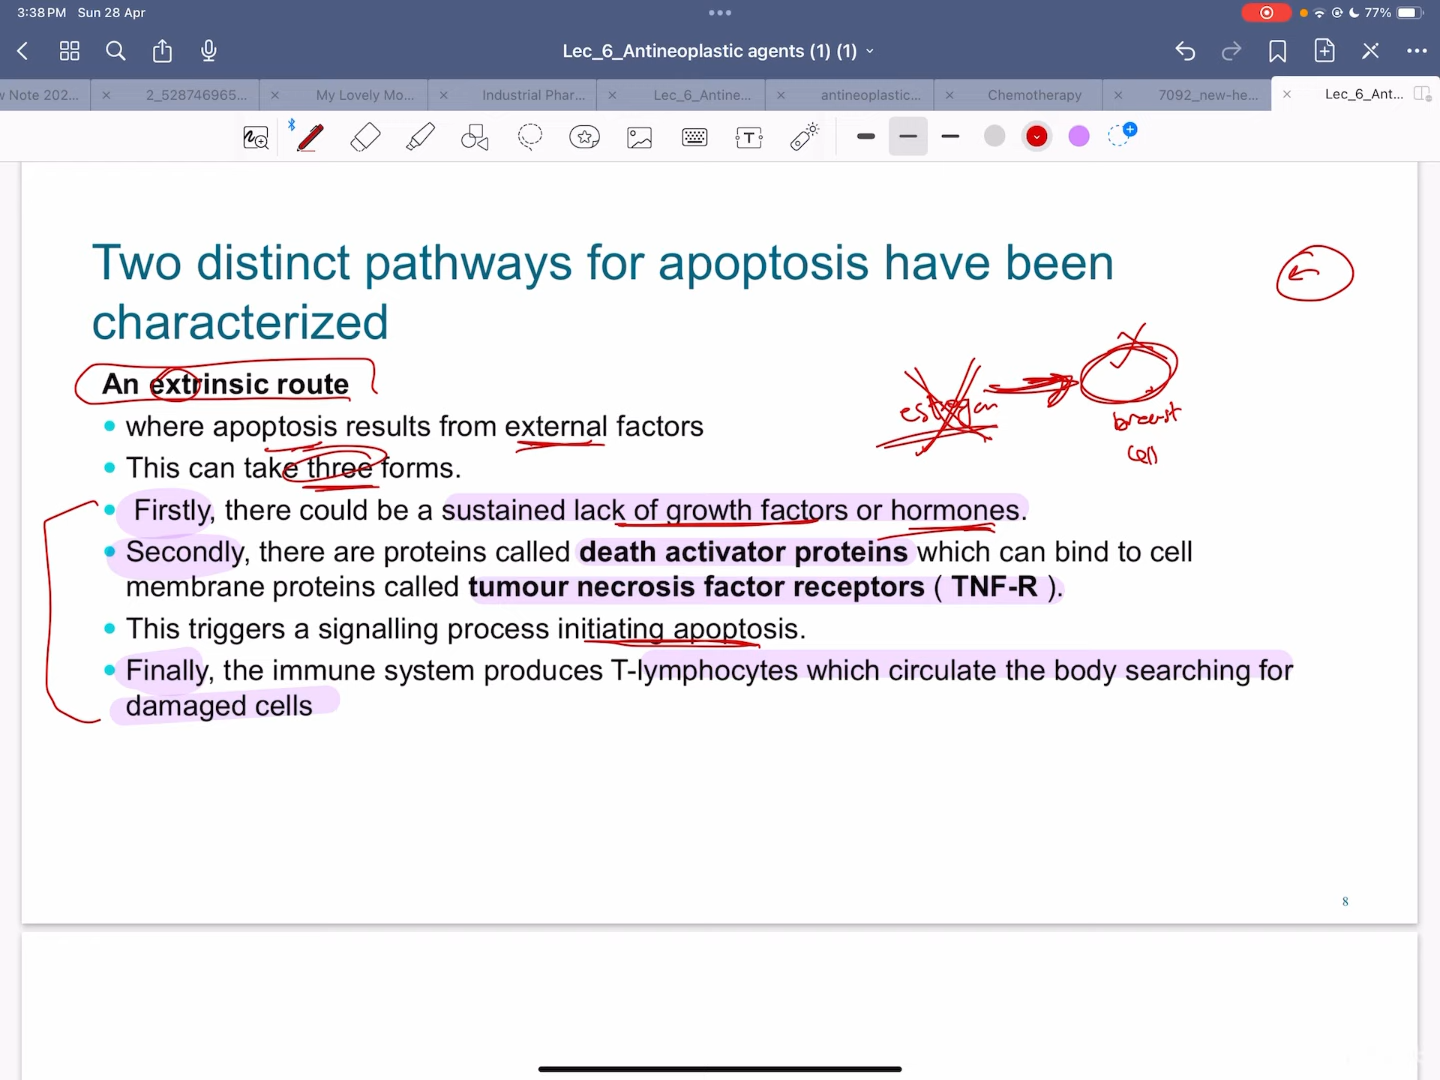 3:38 PM Sun 28 Apr
77%
Lec_6_Antineoplastic agents (1) (1)
w Note 202...
2_528746965...
My Lovely Mo...
Industrial Phar...
Lec_6_Antine...
antineoplastic...
Chemotherapy
7092_new-he...
Lec_6_Ant...
Two distinct pathways for apoptosis have been
characterized
An extrinsic route
estrogen
breast
cell
• where apoptosis results from external factors
• This can take three forms.
• Firstly, there could be a sustained lack of growth factors or hormones.
• Secondly, there are proteins called death activator proteins which can bind to cell
membrane proteins called tumour necrosis factor receptors ( TNF-R ).
• This triggers a signalling process initiating apoptosis.
• Finally, the immune system produces T-lymphocytes which circulate the body searching for
damaged cells
8